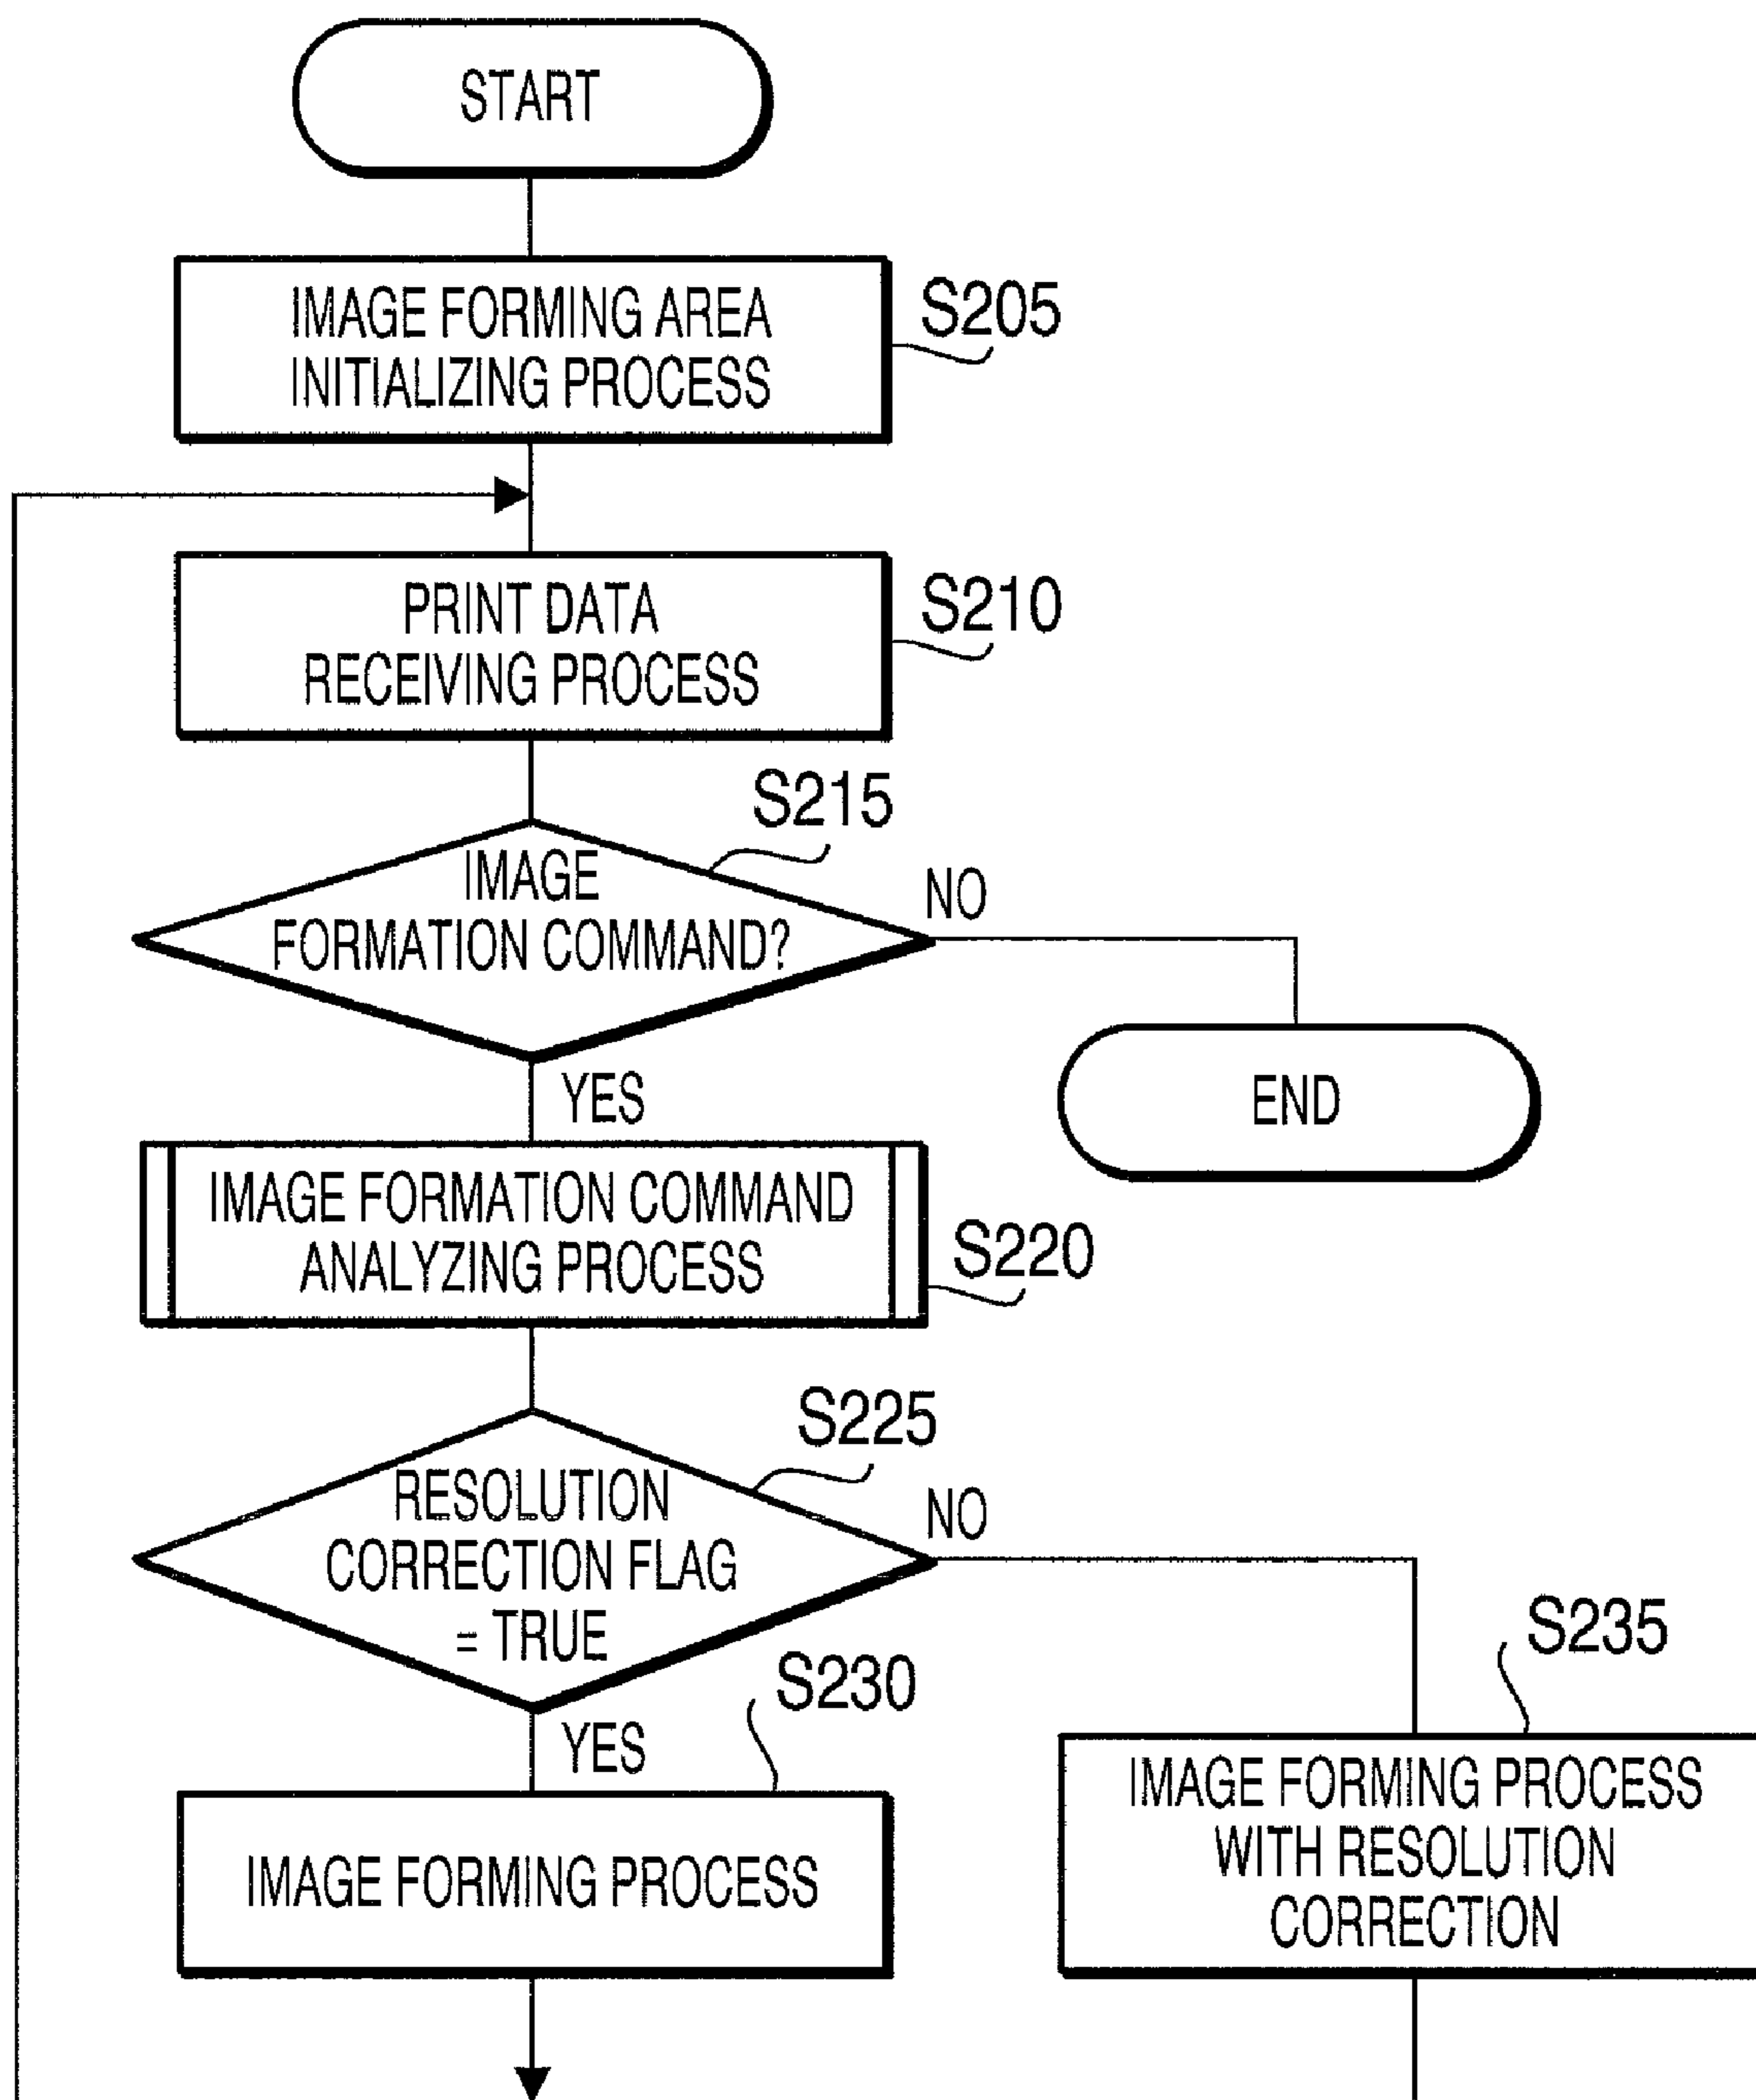 START
IMAGE FORMING AREA
INITIALIZING PROCESS
S205
PRINT DATA
RECEIVING PROCESS
S210
S215
IMAGE
FORMATION COMMAND?
NO
END
YES
IMAGE FORMATION COMMAND
ANALYZING PROCESS
S220
S225
RESOLUTION
CORRECTION FLAG
= TRUE
NO
YES
S230
IMAGE FORMING PROCESS
S235
IMAGE FORMING PROCESS
WITH RESOLUTION
CORRECTION